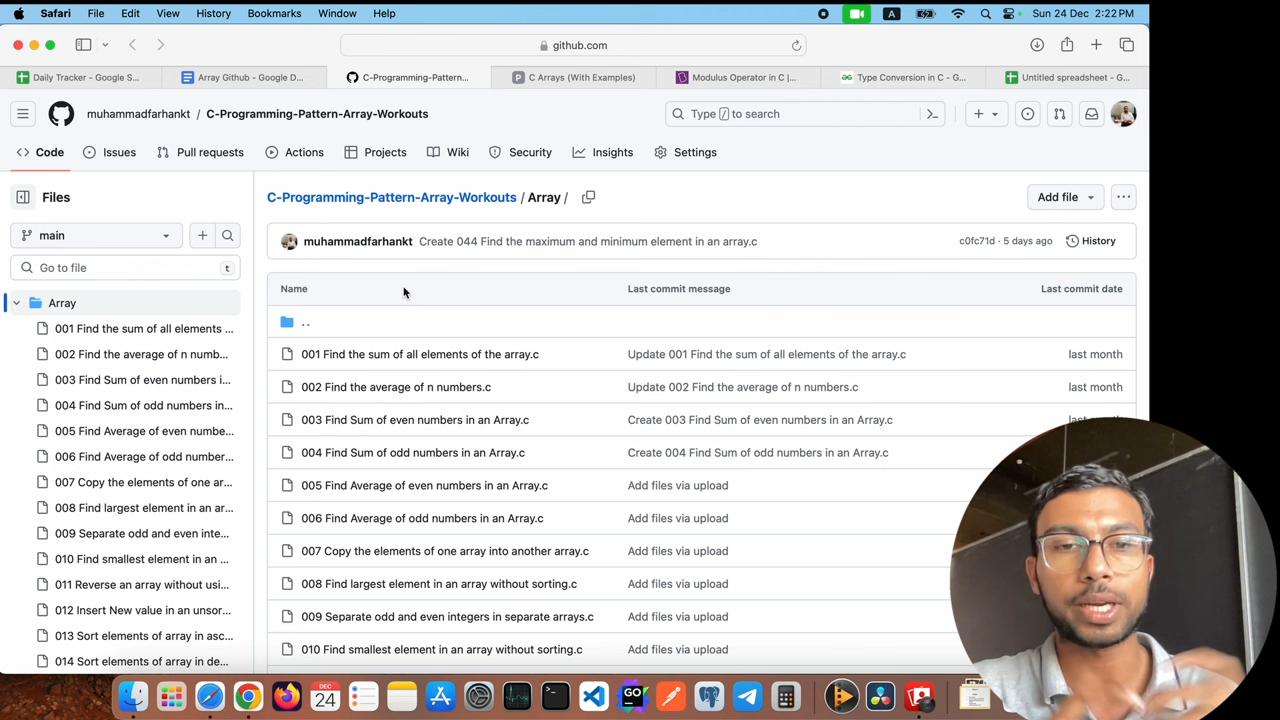 Safari File Edit View History Bookmarks Window Help A Sun 24 Dec 2:22 PM
github.com
Daily Tracker - Google S... Array Github - Google D... C-Programming-Pattern... C Arrays (With Examples) Modulus Operator in C |... Type Conversion in C - G... Untitled spreadsheet - G...
muhammadfarhankt / C-Programming-Pattern-Array-Workouts Type / to search
Code Issues Pull requests Actions Projects Wiki Security Insights Settings
Files
main
Go to file t
Array
001 Find the sum of all elements ...
002 Find the average of n numb...
003 Find Sum of even numbers i...
004 Find Sum of odd numbers in...
005 Find Average of even numbe...
006 Find Average of odd number...
007 Copy the elements of one ar...
008 Find largest element in an ar...
009 Separate odd and even inte...
010 Find smallest element in an ...
011 Reverse an array without usi...
012 Insert New value in an unsor...
013 Sort elements of array in asc...
014 Sort elements of array in de...
C-Programming-Pattern-Array-Workouts / Array / Add file
muhammadfarhankt Create 044 Find the maximum and minimum element in an array.c c0fc71d · 5 days ago History
Name Last commit message Last commit date
..
001 Find the sum of all elements of the array.c Update 001 Find the sum of all elements of the array.c last month
002 Find the average of n numbers.c Update 002 Find the average of n numbers.c last month
003 Find Sum of even numbers in an Array.c Create 003 Find Sum of even numbers in an Array.c
004 Find Sum of odd numbers in an Array.c Create 004 Find Sum of odd numbers in an Array.c
005 Find Average of even numbers in an Array.c Add files via upload
006 Find Average of odd numbers in an Array.c Add files via upload
007 Copy the elements of one array into another array.c Add files via upload
008 Find largest element in an array without sorting.c Add files via upload
009 Separate odd and even integers in separate arrays.c Add files via upload
010 Find smallest element in an array without sorting.c Add files via upload
DEC
24
GO